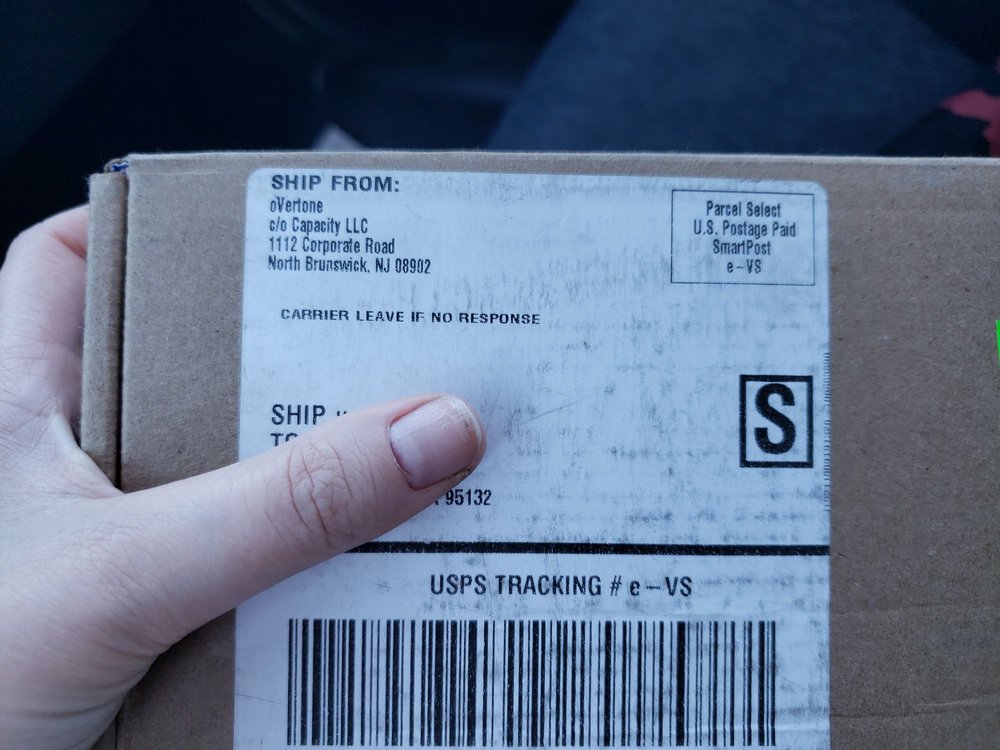 SHIP FROM:
oVertone
c/o Capacity LLC
1112 Corporate Road
North Brunswick, NJ 08902
Parcel Select
U.S. Postage Paid
SmartPost
e-VS
CARRIER LEAVE IF NO RESPONSE
S
SHIP
95132
USPS TRACKING # e-VS